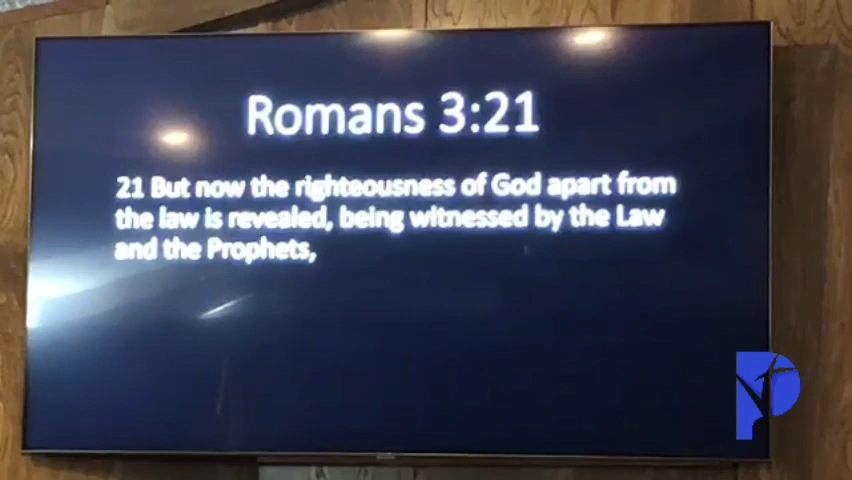 Romans 3:21
21 But now the righteousness of God apart from
the law is revealed, being witnessed by the Law
and the Prophets,